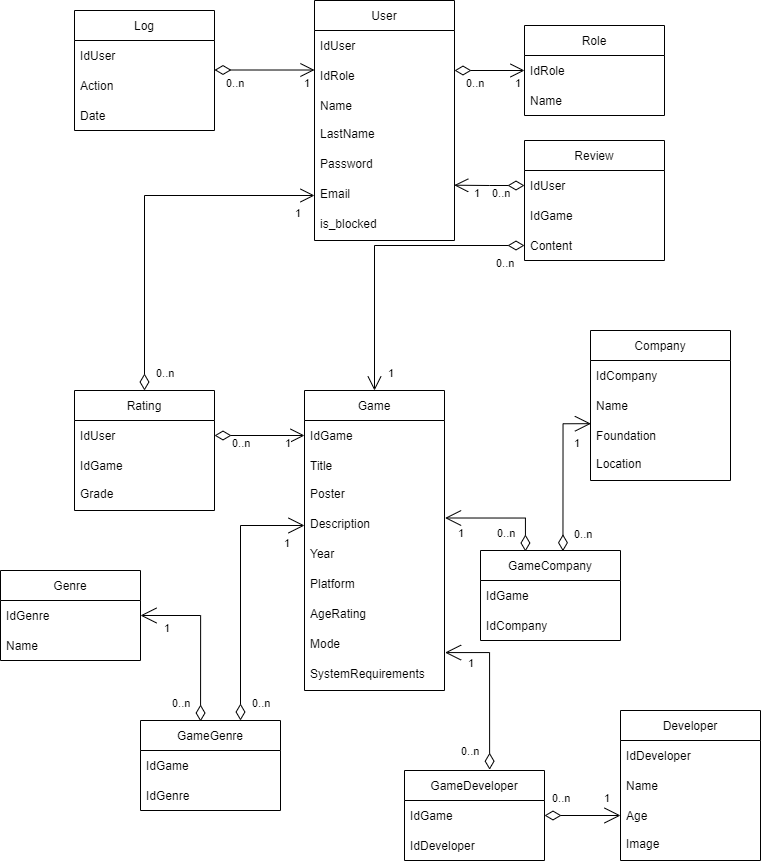 Log
IdUser
Action
Date
0..n
1
User
IdUser
IdRole
Name
LastName
Password
Email
is_blocked
0..n
1
Role
IdRole
Name
Review
IdUser
IdGame
Content
1
0..n
0..n
1
1
0..n
Rating
IdUser
IdGame
Grade
0..n
1
Game
IdGame
Title
Poster
Description
Year
Platform
AgeRating
Mode
SystemRequirements
Company
IdCompany
Name
Foundation
Location
1
0..n
1
0..n
GameCompany
IdGame
IdCompany
Genre
IdGenre
Name
1
0..n
1
0..n
GameGenre
IdGame
IdGenre
1
0..n
GameDeveloper
IdGame
IdDeveloper
0..n
1
Developer
IdDeveloper
Name
Age
Image